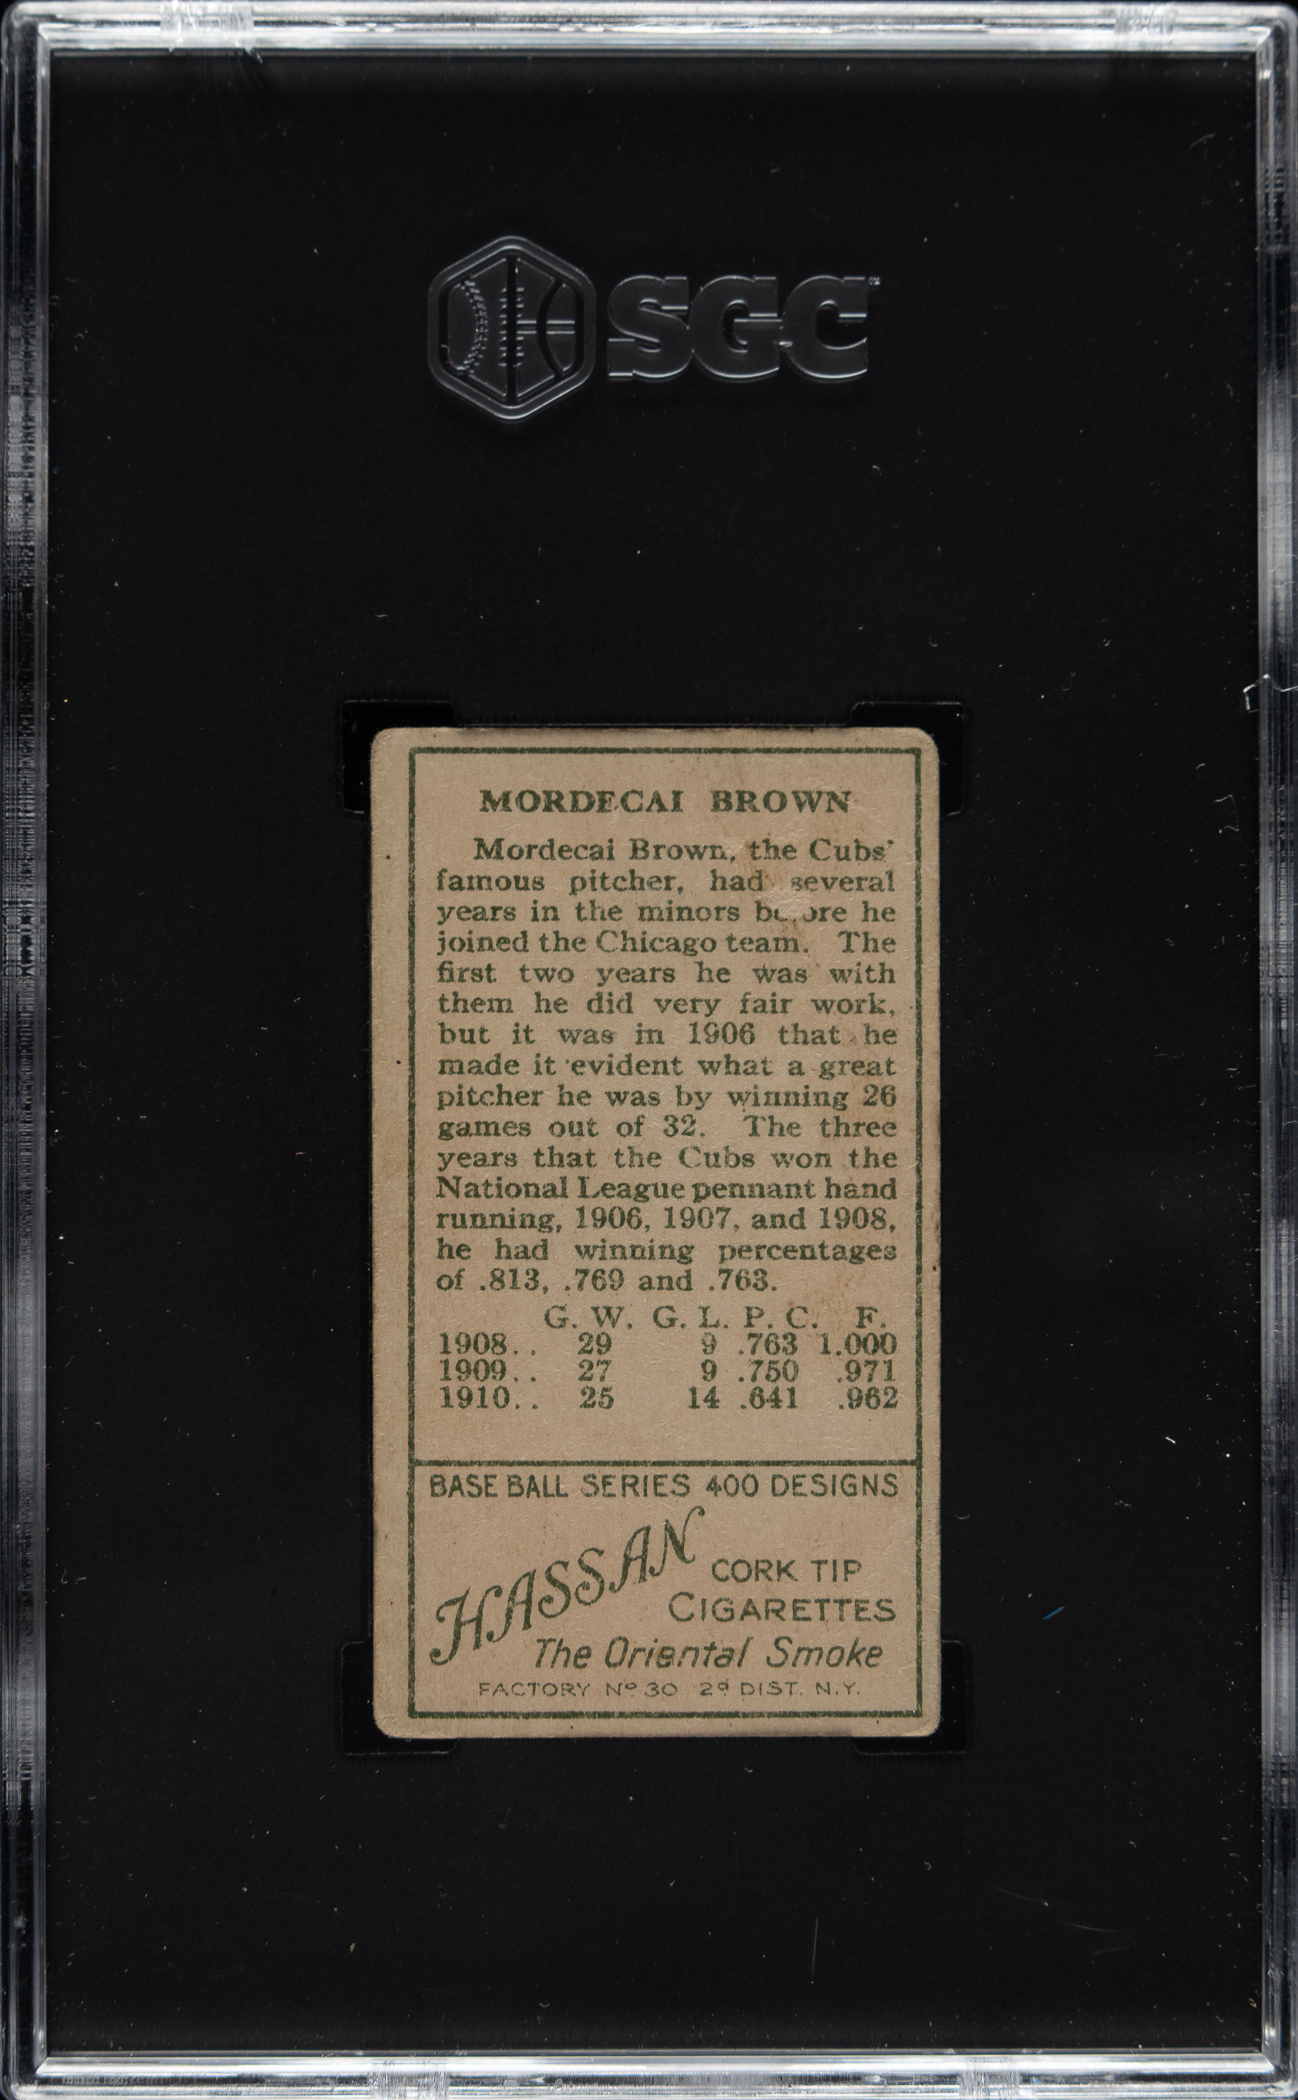 SGC
MORDECAI BROWN
Mordecai Brown, the Cubs'
famous pitcher, had several
years in the minors before he
joined the Chicago team. The
first two years he was with
them he did very fair work,
but it was in 1906 that he
made it evident what a great
pitcher he was by winning 26
games out of 32. The three
years that the Cubs won the
National League pennant hand
running, 1906, 1907, and 1908,
he had winning percentages
of .813, .769 and .763.
G. W. G. L. P. C. F.
1908.. 29 9 .763 1.000
1909.. 27 9 .750 .971
1910.. 25 14 .641 .962
BASE BALL SERIES 400 DESIGNS
HASSAN CORK TIP
CIGARETTES
The Oriental Smoke
FACTORY Nº 30 2d DIST. N.Y.